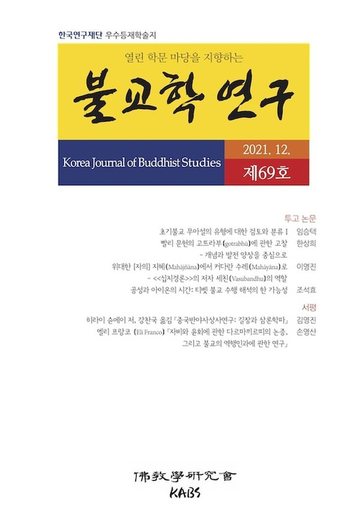 한국연구재단 우수등재학술지
열린 학문 마당을 지향하는
불교학 연구
Korea Journal of Buddhist Studies
2021. 12.
제69호
투고 논문
초기불교 무아설의 유형에 대한 검토와 분류 I 임승택
빨리 문헌의 고트라부(gotrabhū)에 관한 고찰 한상희
- 개념과 발전 양상을 중심으로
위대한 [자의] 지혜(Mahājñāna)에서 커다란 수레(Mahāyāna)로 이영진
- <<십지경론>>의 저자 세친(Vasubandhu)의 역할
공성과 아이온의 시간: 티벳 불교 수행 해석의 한 가능성 조석효
서평
히라이 슌에이 저, 강찬국 옮김 『중국반야사상사연구: 길장과 삼론학파』 김영진
엘리 프랑코 (Eli Franco) 『자비와 윤회에 관한 다르마끼르띠의 논증, 손영산
그리고 불교의 역행인과에 관한 연구』
佛敎學硏究會
KABS